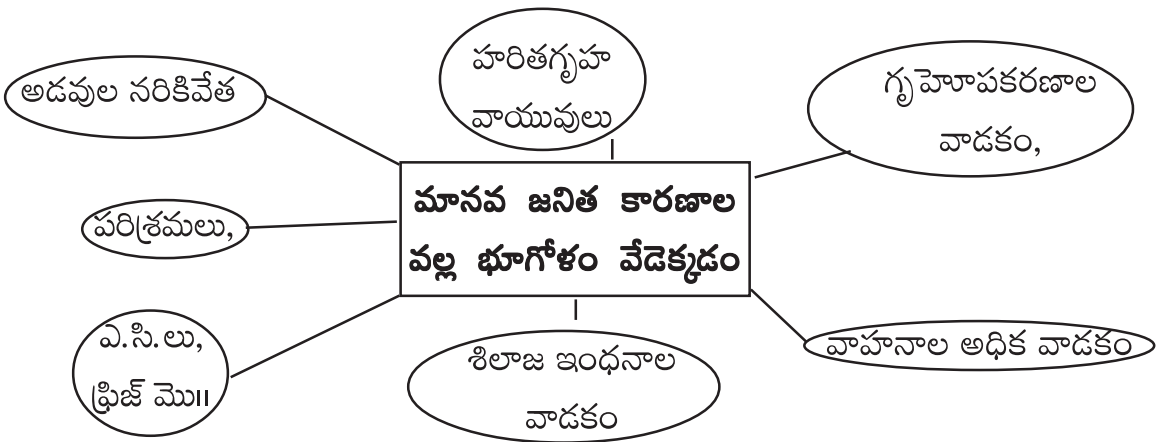 హరితగృహ
వాయువులు
అడవుల నరికివేత
గృహోపకరణాల
వాడకం,
మానవ జనిత కారణాల
వల్ల భూగోళం వేడెక్కడం
పరిశ్రమలు,
ఎ.సి.లు,
ఫ్రిజ్ మొ॥
శిలాజ ఇంధనాల
వాడకం
వాహనాల అధిక వాడకం